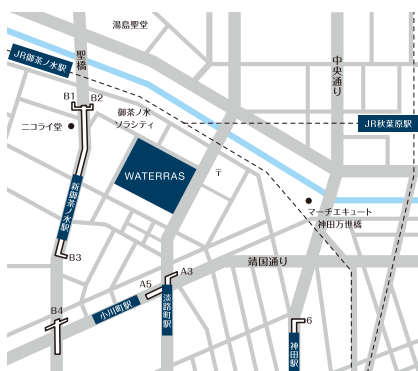 湯島聖堂
JR御茶ノ水駅
聖橋
中央通り
B1
B2
御茶ノ水
ソラシティ
ニコライ堂
JR秋葉原駅
WATERRAS
〒
新御茶ノ水駅
マーチエキュート
神田万世橋
B3
靖国通り
A3
A5
小川町駅
淡路町駅
B4
6
神田駅